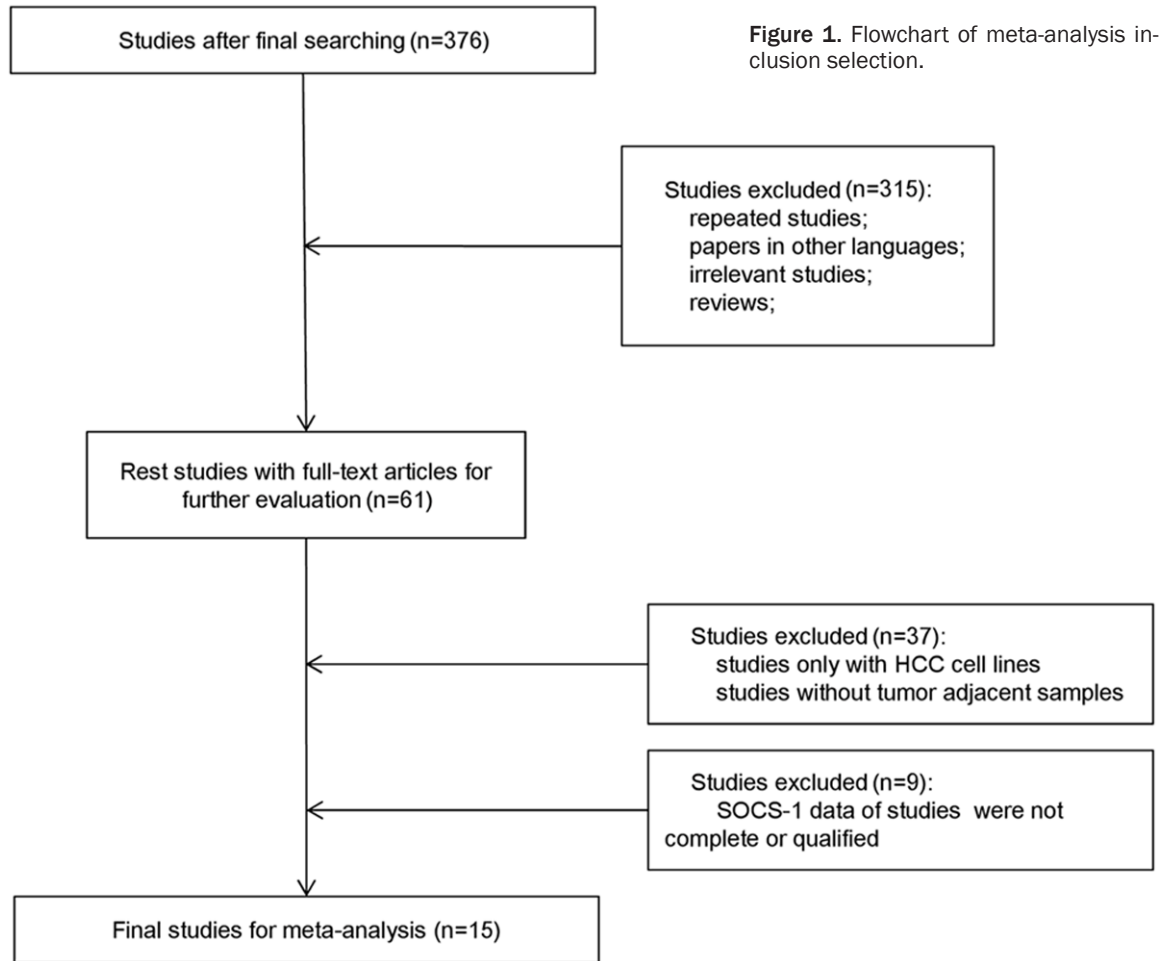 Studies after final searching (n=376)
Figure 1. Flowchart of meta-analysis in-
clusion selection.
Studies excluded (n=315):
repeated studies;
papers in other languages;
irrelevant studies;
reviews;
Rest studies with full-text articles for
further evaluation (n=61)
Studies excluded (n=37):
studies only with HCC cell lines
studies without tumor adjacent samples
Studies excluded (n=9):
SOCS-1 data of studies were not
complete or qualified
Final studies for meta-analysis (n=15)